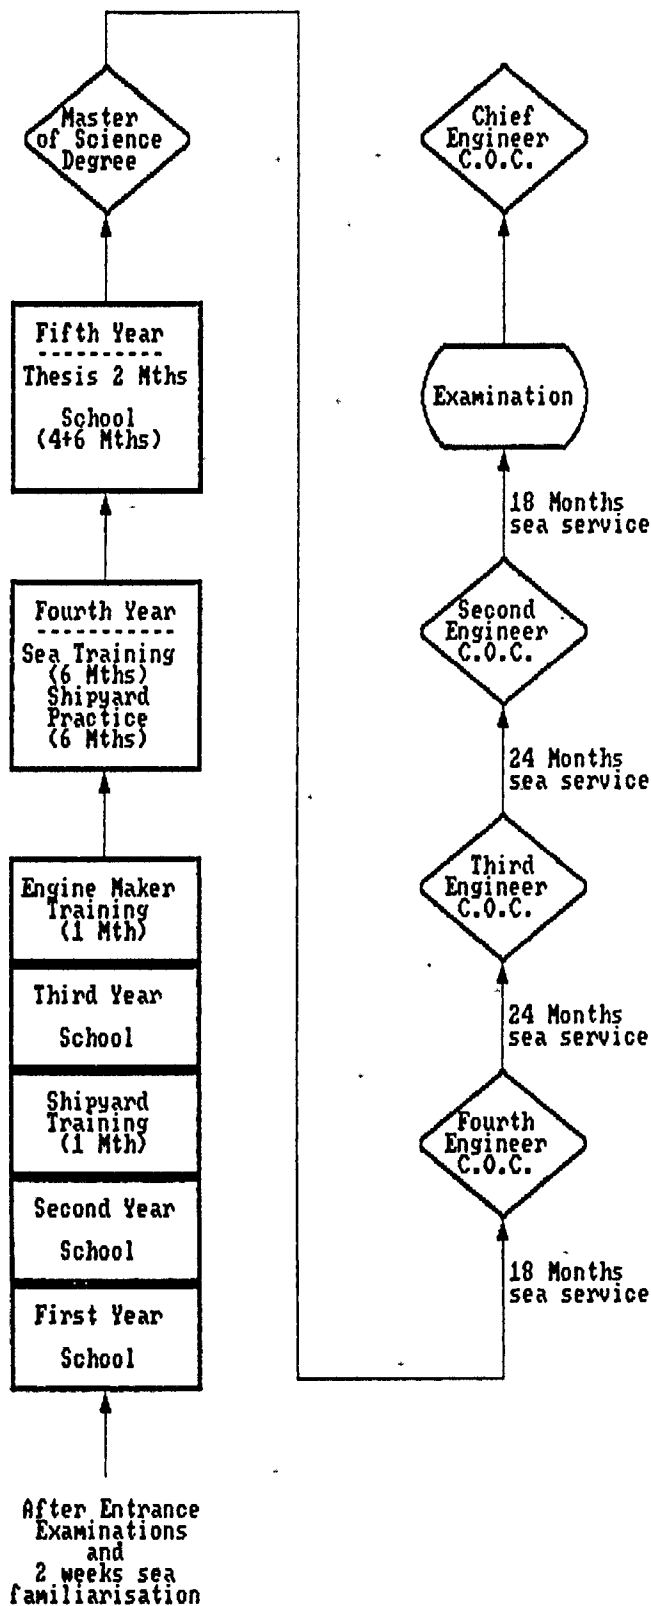 Master
of Science
Degree
Fifth Year
Thesis 2 Mths
School
(4+6 Mths)
Fourth Year
Sea Training
(6 Mths)
Shipyard
Practice
(6 Mths)
Engine Maker
Training
(1 Mth)
Third Year
School
Shipyard
Training
(1 Mth)
Second Year
School
First Year
School
After Entrance
Examinations
and
2 weeks sea
familiarisation
Chief
Engineer
C.O.C.
Examination
18 Months
sea service
Second
Engineer
C.O.C.
24 Months
sea service
Third
Engineer
C.O.C.
24 Months
sea service
Fourth
Engineer
C.O.C.
18 Months
sea service